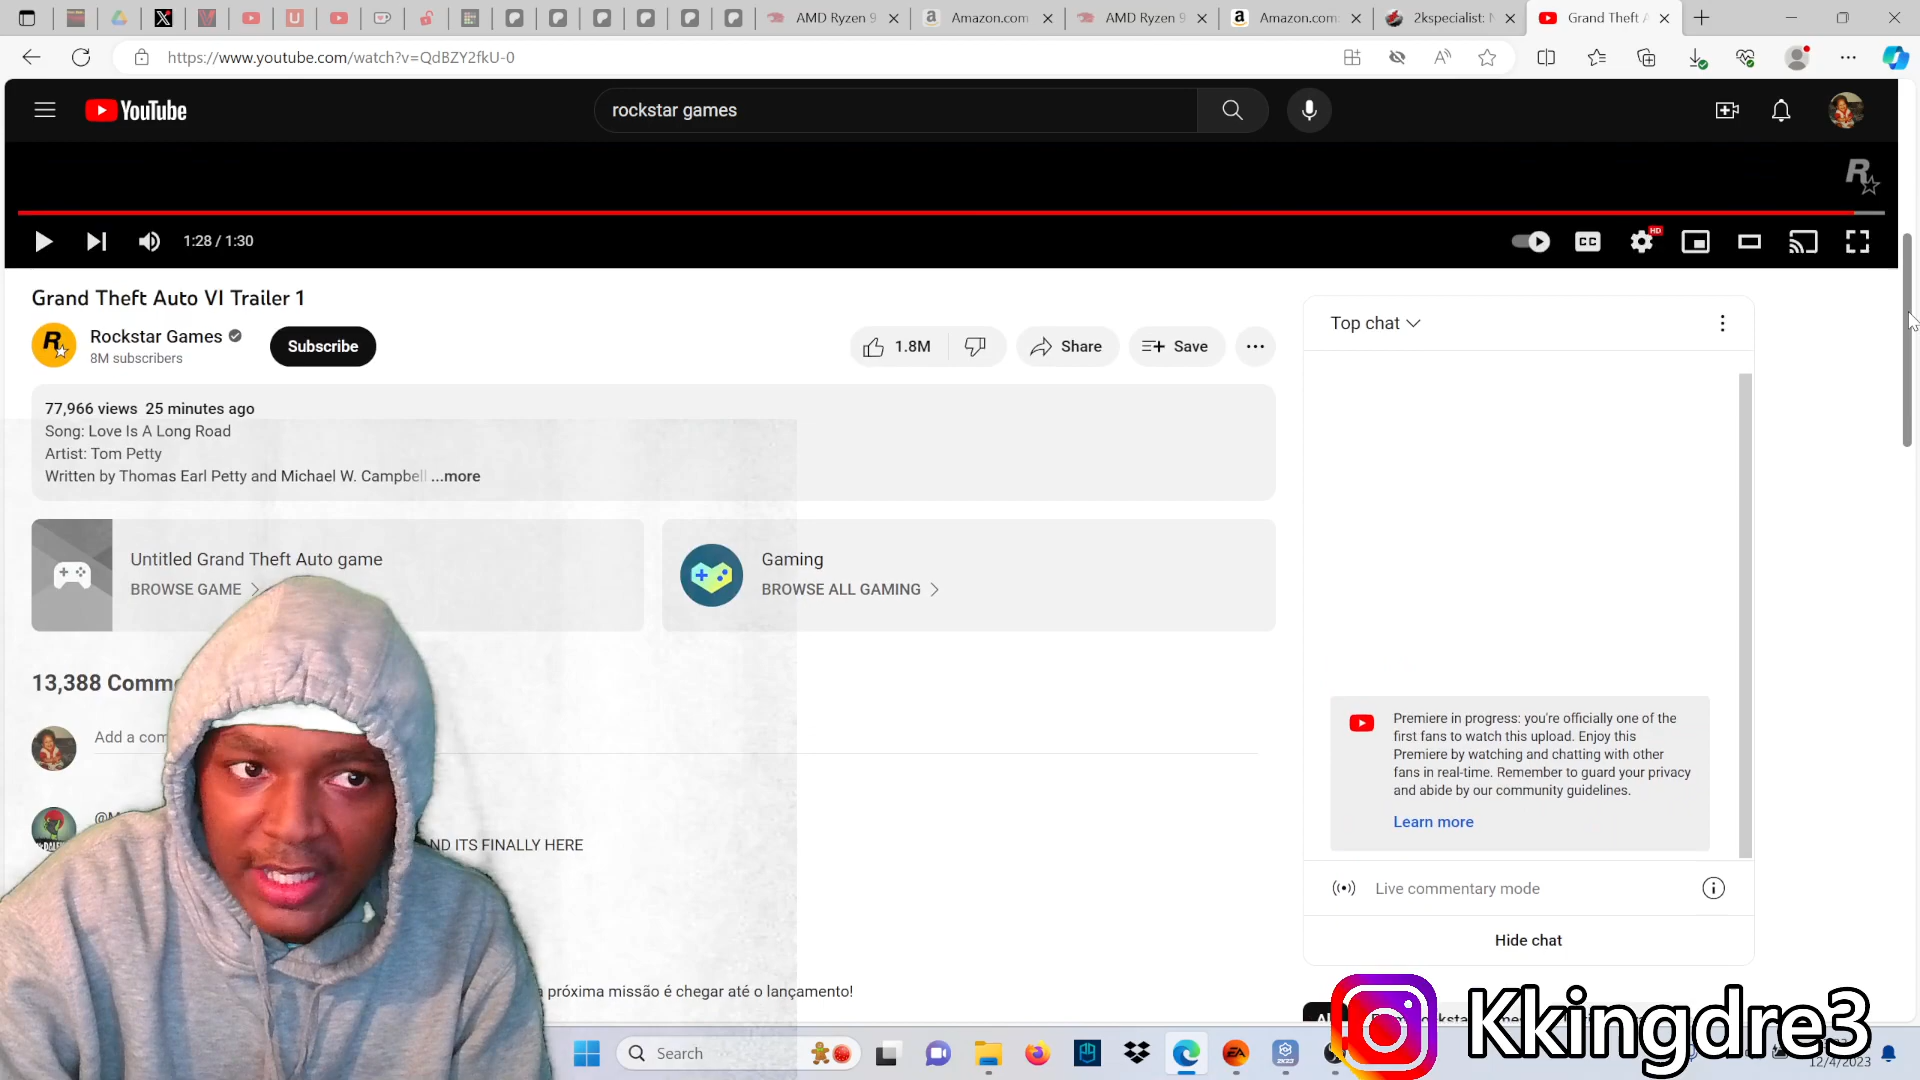 AMD Ryzen 9
Amazon.com
AMD Ryzen 9
Amazon.com:
2kspecialist:
Grand Theft A
https://www.youtube.com/watch?v=QdBZY2fkU-0
YouTube
rockstar games
1:28 / 1:30
CC
HD
Grand Theft Auto VI Trailer 1
Rockstar Games
8M subscribers
Subscribe
1.8M
Share
Save
Top chat
77,966 views 25 minutes ago
Song: Love Is A Long Road
Artist: Tom Petty
Written by Thomas Earl Petty and Michael W. Campbell ...more
Untitled Grand Theft Auto game
BROWSE GAME
Gaming
BROWSE ALL GAMING
13,388
Add a
ITS FINALLY HERE
próxima missão é chegar até o lançamento!
Premiere in progress: you're officially one of the
first fans to watch this upload. Enjoy this
Premiere by watching and chatting with other
fans in real-time. Remember to guard your privacy
and abide by our community guidelines.
Learn more
Live commentary mode
Hide chat
Search
Kkingdre3
12/4/2023